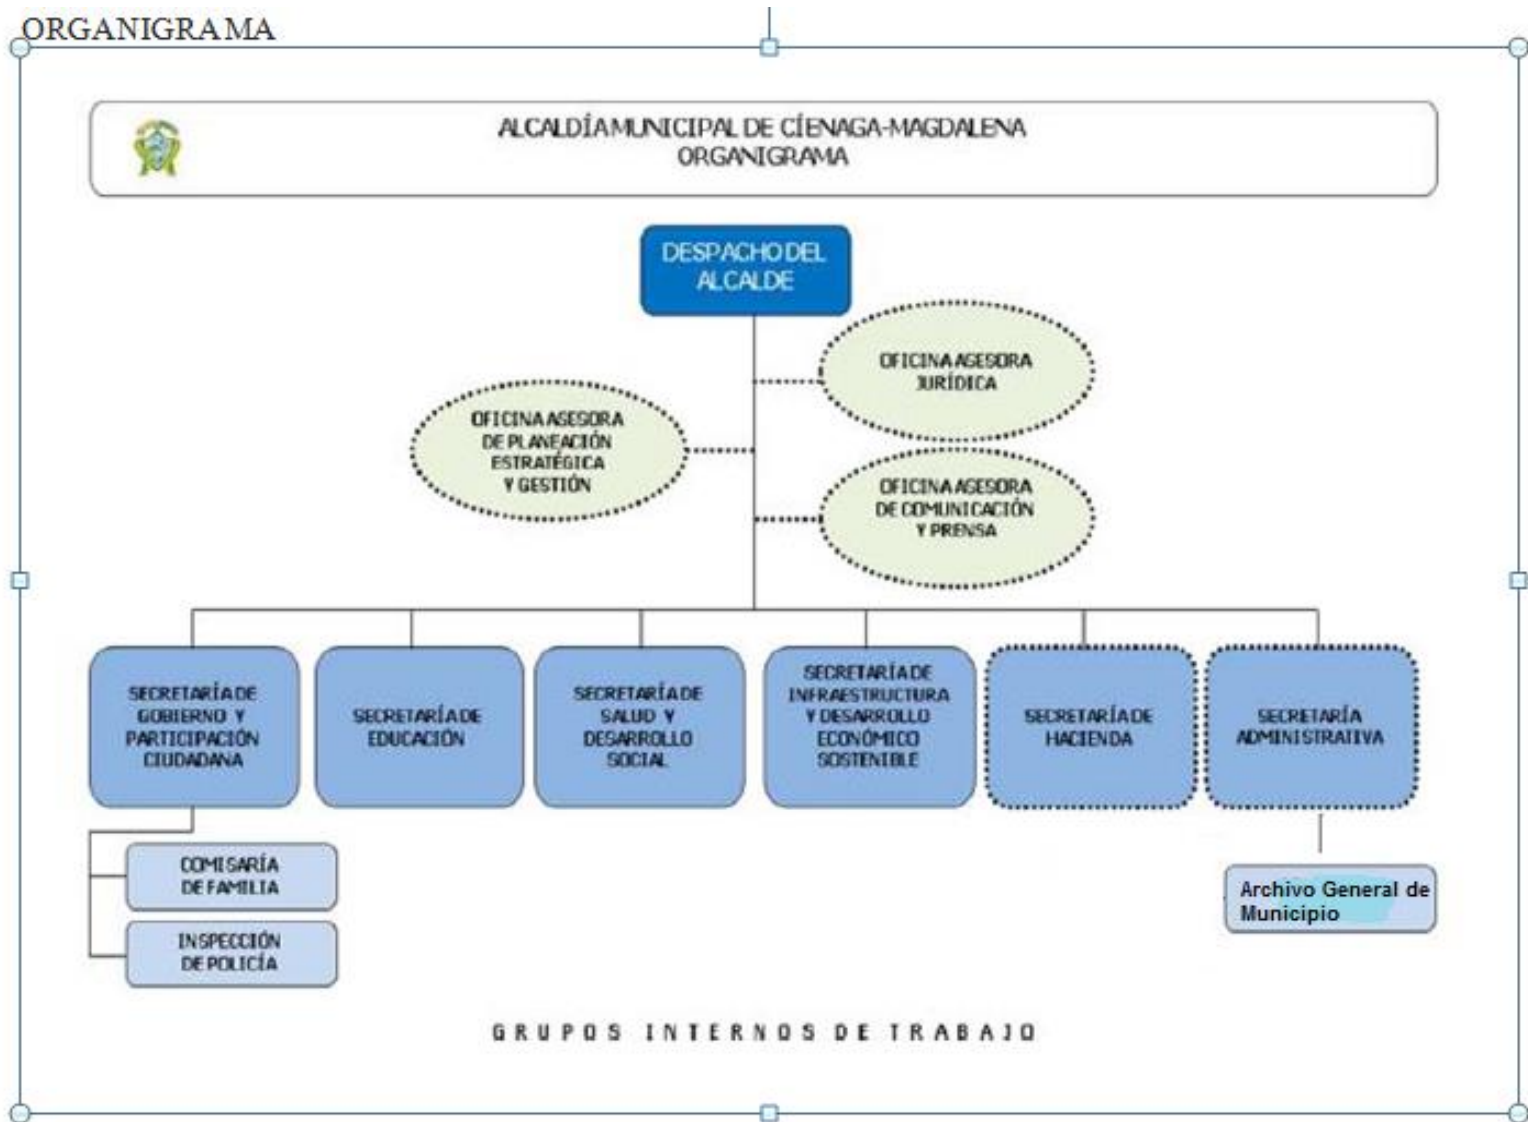 ORGANIGRAMA
ALCALDÍA MUNICIPAL DE CÍENAGA-MAGDALENA
ORGANIGRAMA
DESPACHO DEL
ALCALDE
OFICINA ASESORA
JURÍDICA
OFICINA ASESORA
DE PLANEACIÓN
ESTRATÉGICA
Y GESTIÓN
OFICINA ASESORA
DE COMUNICACIÓN
Y PRENSA
SECRETARÍA DE
GOBIERNO Y
PARTICIPACIÓN
CIUDADANA
SECRETARÍA DE
EDUCACIÓN
SECRETARÍA DE
SALUD Y
DESARROLLO
SOCIAL
SECRETARÍA DE
INFRAESTRUCTURA
Y DESARROLLO
ECONÓMICO
SOSTENIBLE
SECRETARÍA DE
HACIENDA
SECRETARÍA
ADMINISTRATIVA
COMISARÍA
DE FAMILIA
INSPECCIÓN
DE POLICÍA
Archivo General de
Municipio
GRUPOS INTERNOS DE TRABAJO